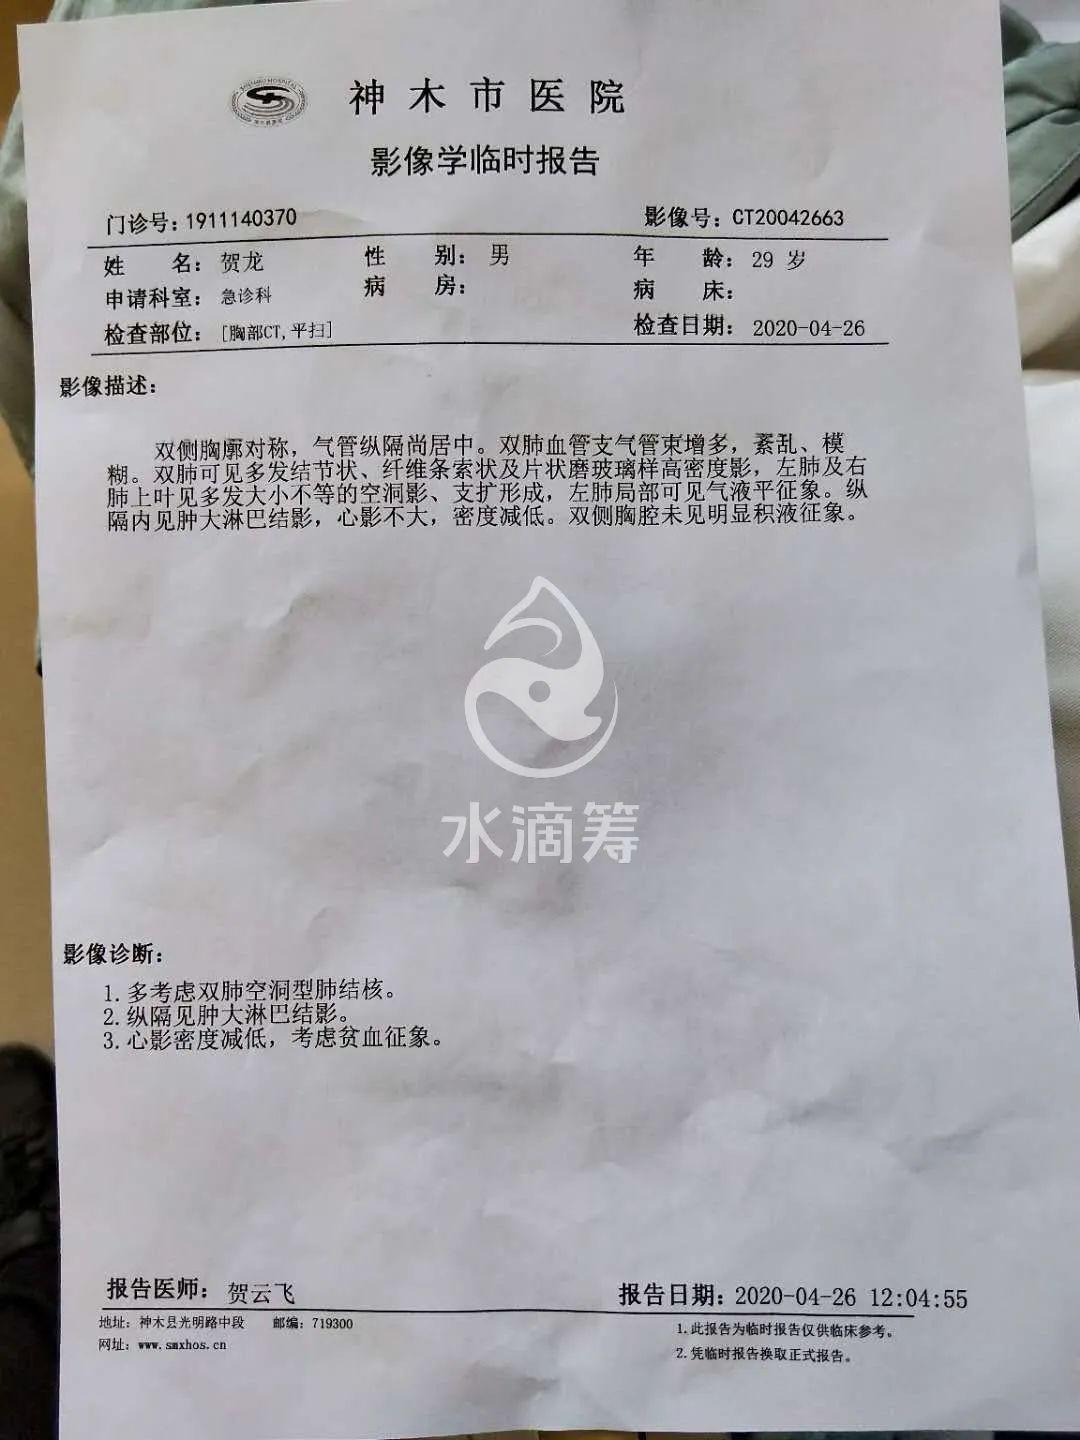 神木市医院
影像学临时报告
门诊号：1911140370 影像号：CT20042663
姓 名：贺龙 性 别：男 年 龄：29 岁
申请科室：急诊科 病 房： 病 床：
检查部位：[胸部CT,平扫] 检查日期：2020-04-26
影像描述：
双侧胸廓对称，气管纵隔尚居中。双肺血管支气管束增多，紊乱、模
糊。双肺可见多发结节状、纤维条索状及片状磨玻璃样高密度影，左肺及右
肺上叶见多发大小不等的空洞影、支扩形成，左肺局部可见气液平征象。纵
隔内见肿大淋巴结影，心影不大，密度减低。双侧胸腔未见明显积液征象。
水滴筹
影像诊断：
1.多考虑双肺空洞型肺结核。
2.纵隔见肿大淋巴结影。
3.心影密度减低，考虑贫血征象。
报告医师：贺云飞 报告日期：2020-04-26 12:04:55
地址：神木县光明路中段 邮编：719300 1.此报告为临时报告仅供临床参考。
网址：www.smxhos.cn 2.凭临时报告换取正式报告。